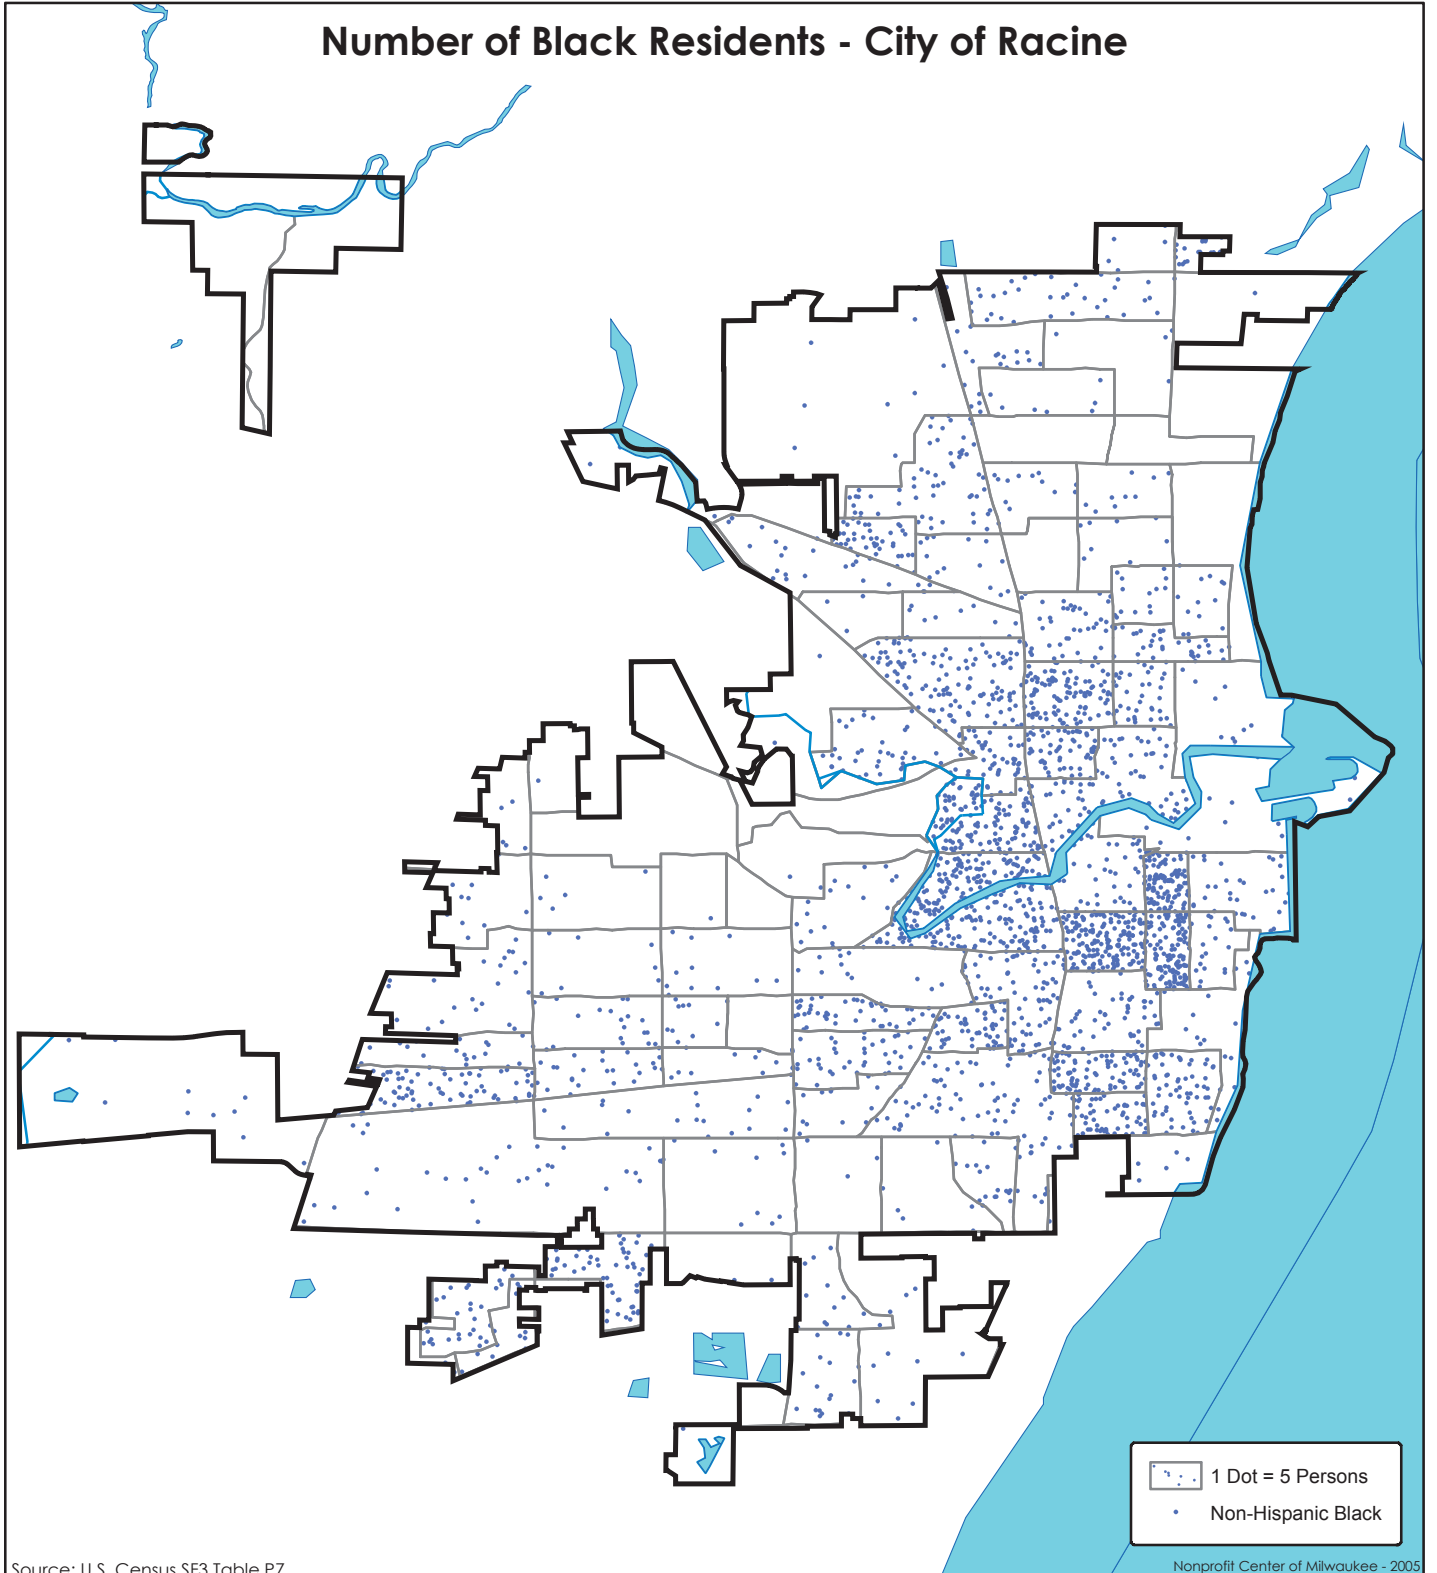 Number of Black Residents - City of Racine
1 Dot = 5 Persons
Non-Hispanic Black
Source: U.S. Census SF3 Table P7
Nonprofit Center of Milwaukee - 2005